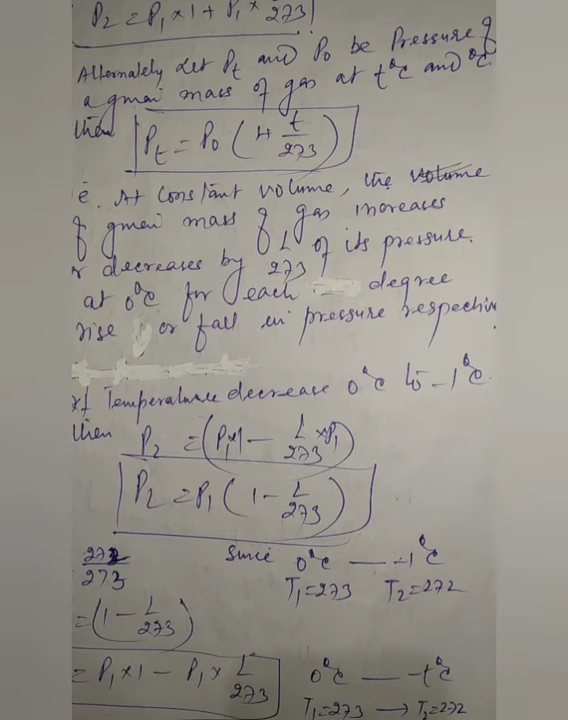 P2 = P1 × 1 + P1 × 1/273
Alternately Let Pt and P0 be Pressure of
a given mass of gas at t°C and 0°C
then Pt = P0 (1 + t/273)
e. At Constant volume, the volume
of given mass of gas increases
r decreases by 1/273 of its pressure.
at 0°C for each degree
rise or fall in pressure respectiv
If Temperature decrease 0°C to -1°C.
then P2 = (P1×1 - 1/273 × P1)
P2 = P1 (1 - 1/273)
272/273 Since 0°C — -1°C
T1=273 T2=272
= (1 - 1/273)
= P1 × 1 - P1 × 1/273 0°C — -t°C
T1=273 → T2=272